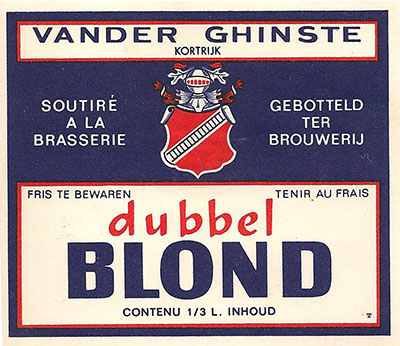 VANDER GHINSTE
KORTRIJK
SOUTIRÉ
A LA
BRASSERIE
GEBOTTELD
TER
BROUWERIJ
FRIS TE BEWAREN
TENIR AU FRAIS
dubbel
BLOND
CONTENU 1/3 L. INHOUD
T